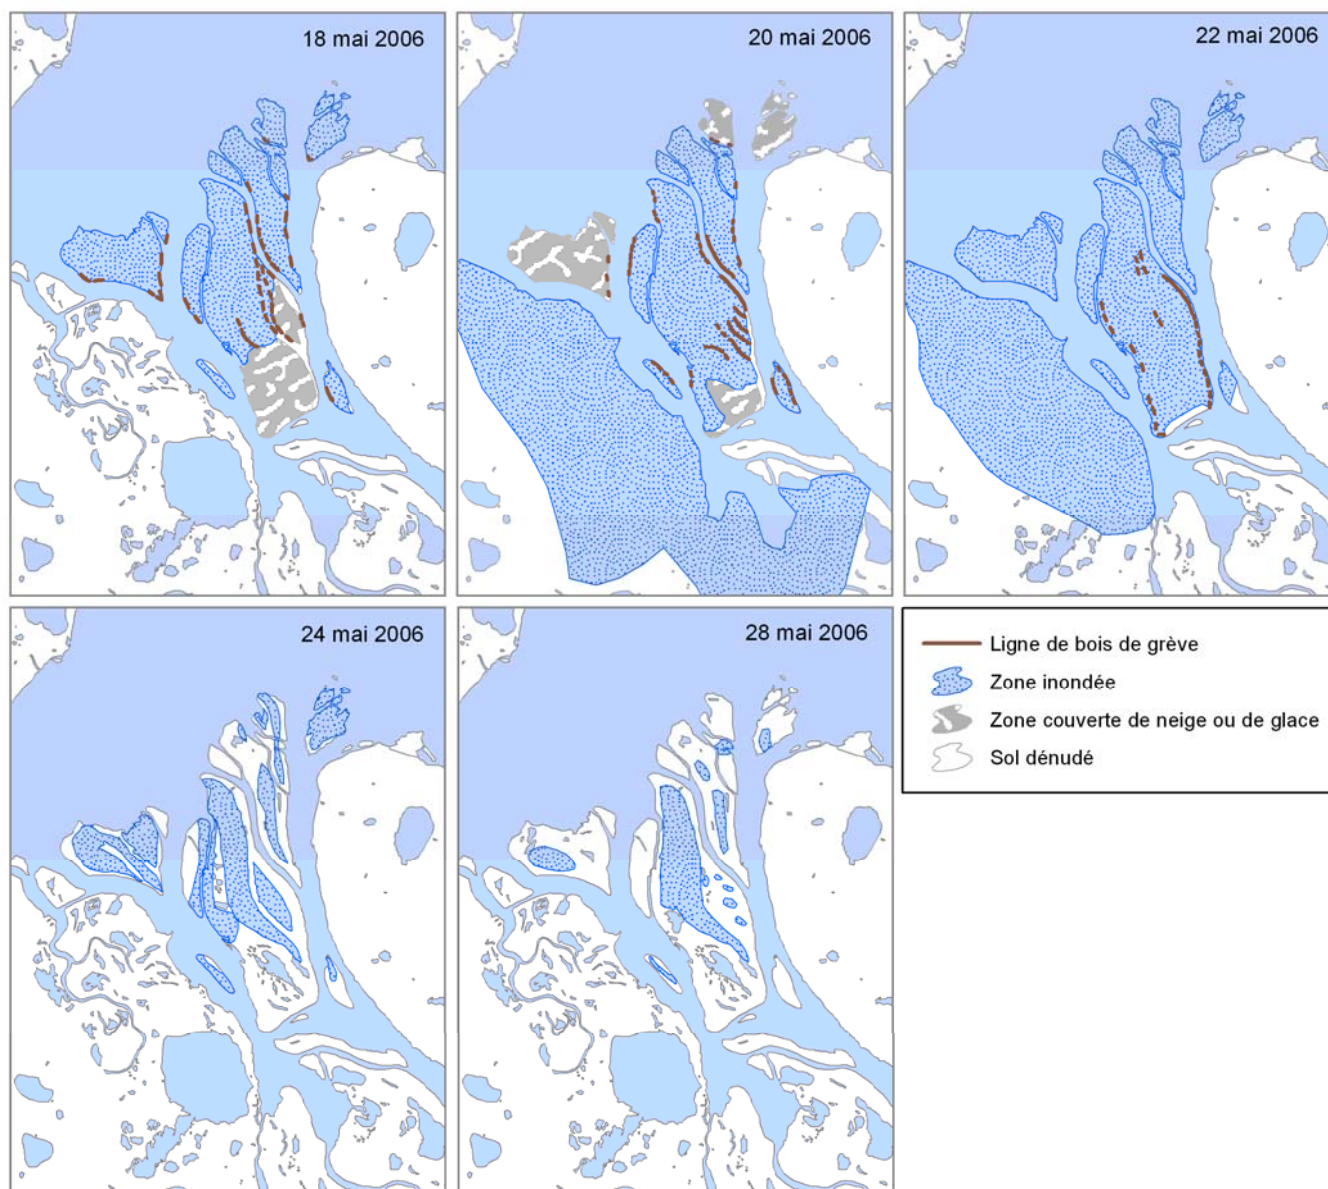 18 mai 2006
20 mai 2006
22 mai 2006
24 mai 2006
28 mai 2006
Ligne de bois de grève
Zone inondée
Zone couverte de neige ou de glace
Sol dénudé